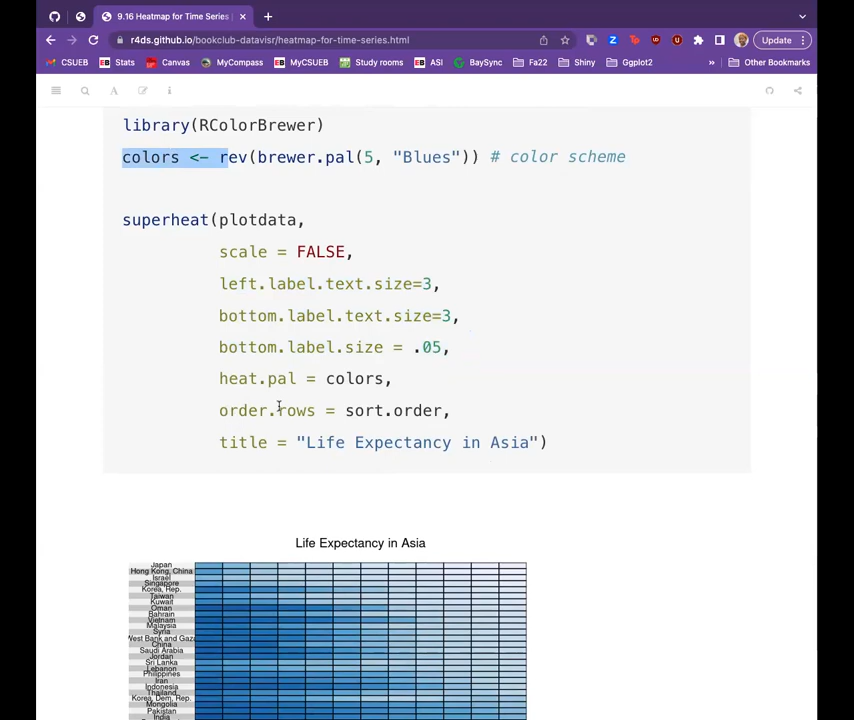 9.16 Heatmap for Time Series
r4ds.github.io/bookclub-datavisr/heatmap-for-time-series.html
Update
CSUEB
Stats
Canvas
MyCompass
MyCSUEB
Study rooms
ASI
BaySync
Fa22
Shiny
Ggplot2
»
Other Bookmarks
library(RColorBrewer)
colors <- rev(brewer.pal(5, "Blues")) # color scheme
superheat(plotdata,
scale = FALSE,
left.label.text.size=3,
bottom.label.text.size=3,
bottom.label.size = .05,
heat.pal = colors,
order.rows = sort.order,
title = "Life Expectancy in Asia")
Life Expectancy in Asia
Japan
Hong Kong, China
Israel
Singapore
Korea, Rep.
Taiwan
Kuwait
Oman
Bahrain
Vietnam
Malaysia
Syria
West Bank and Gaza
China
Saudi Arabia
Jordan
Sri Lanka
Lebanon
Philippines
Iran
Indonesia
Thailand
Korea, Dem. Rep.
Mongolia
Pakistan
India